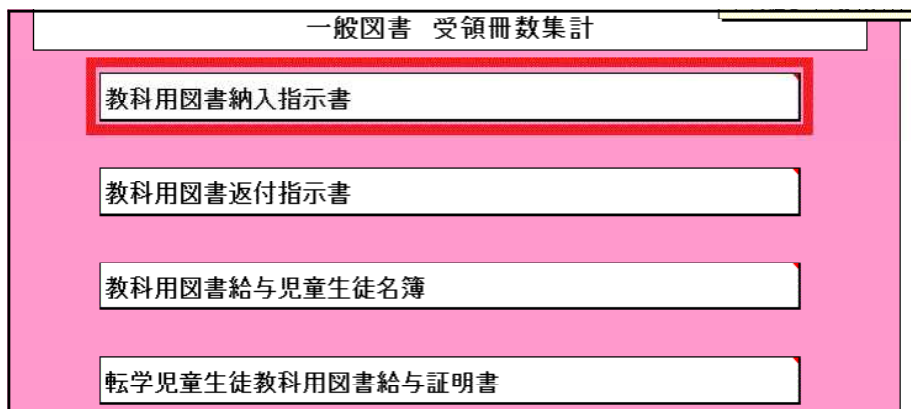 一般図書 受領冊数集計
教科用図書納入指示書
教科用図書返付指示書
教科用図書給与児童生徒名簿
転学児童生徒教科用図書給与証明書